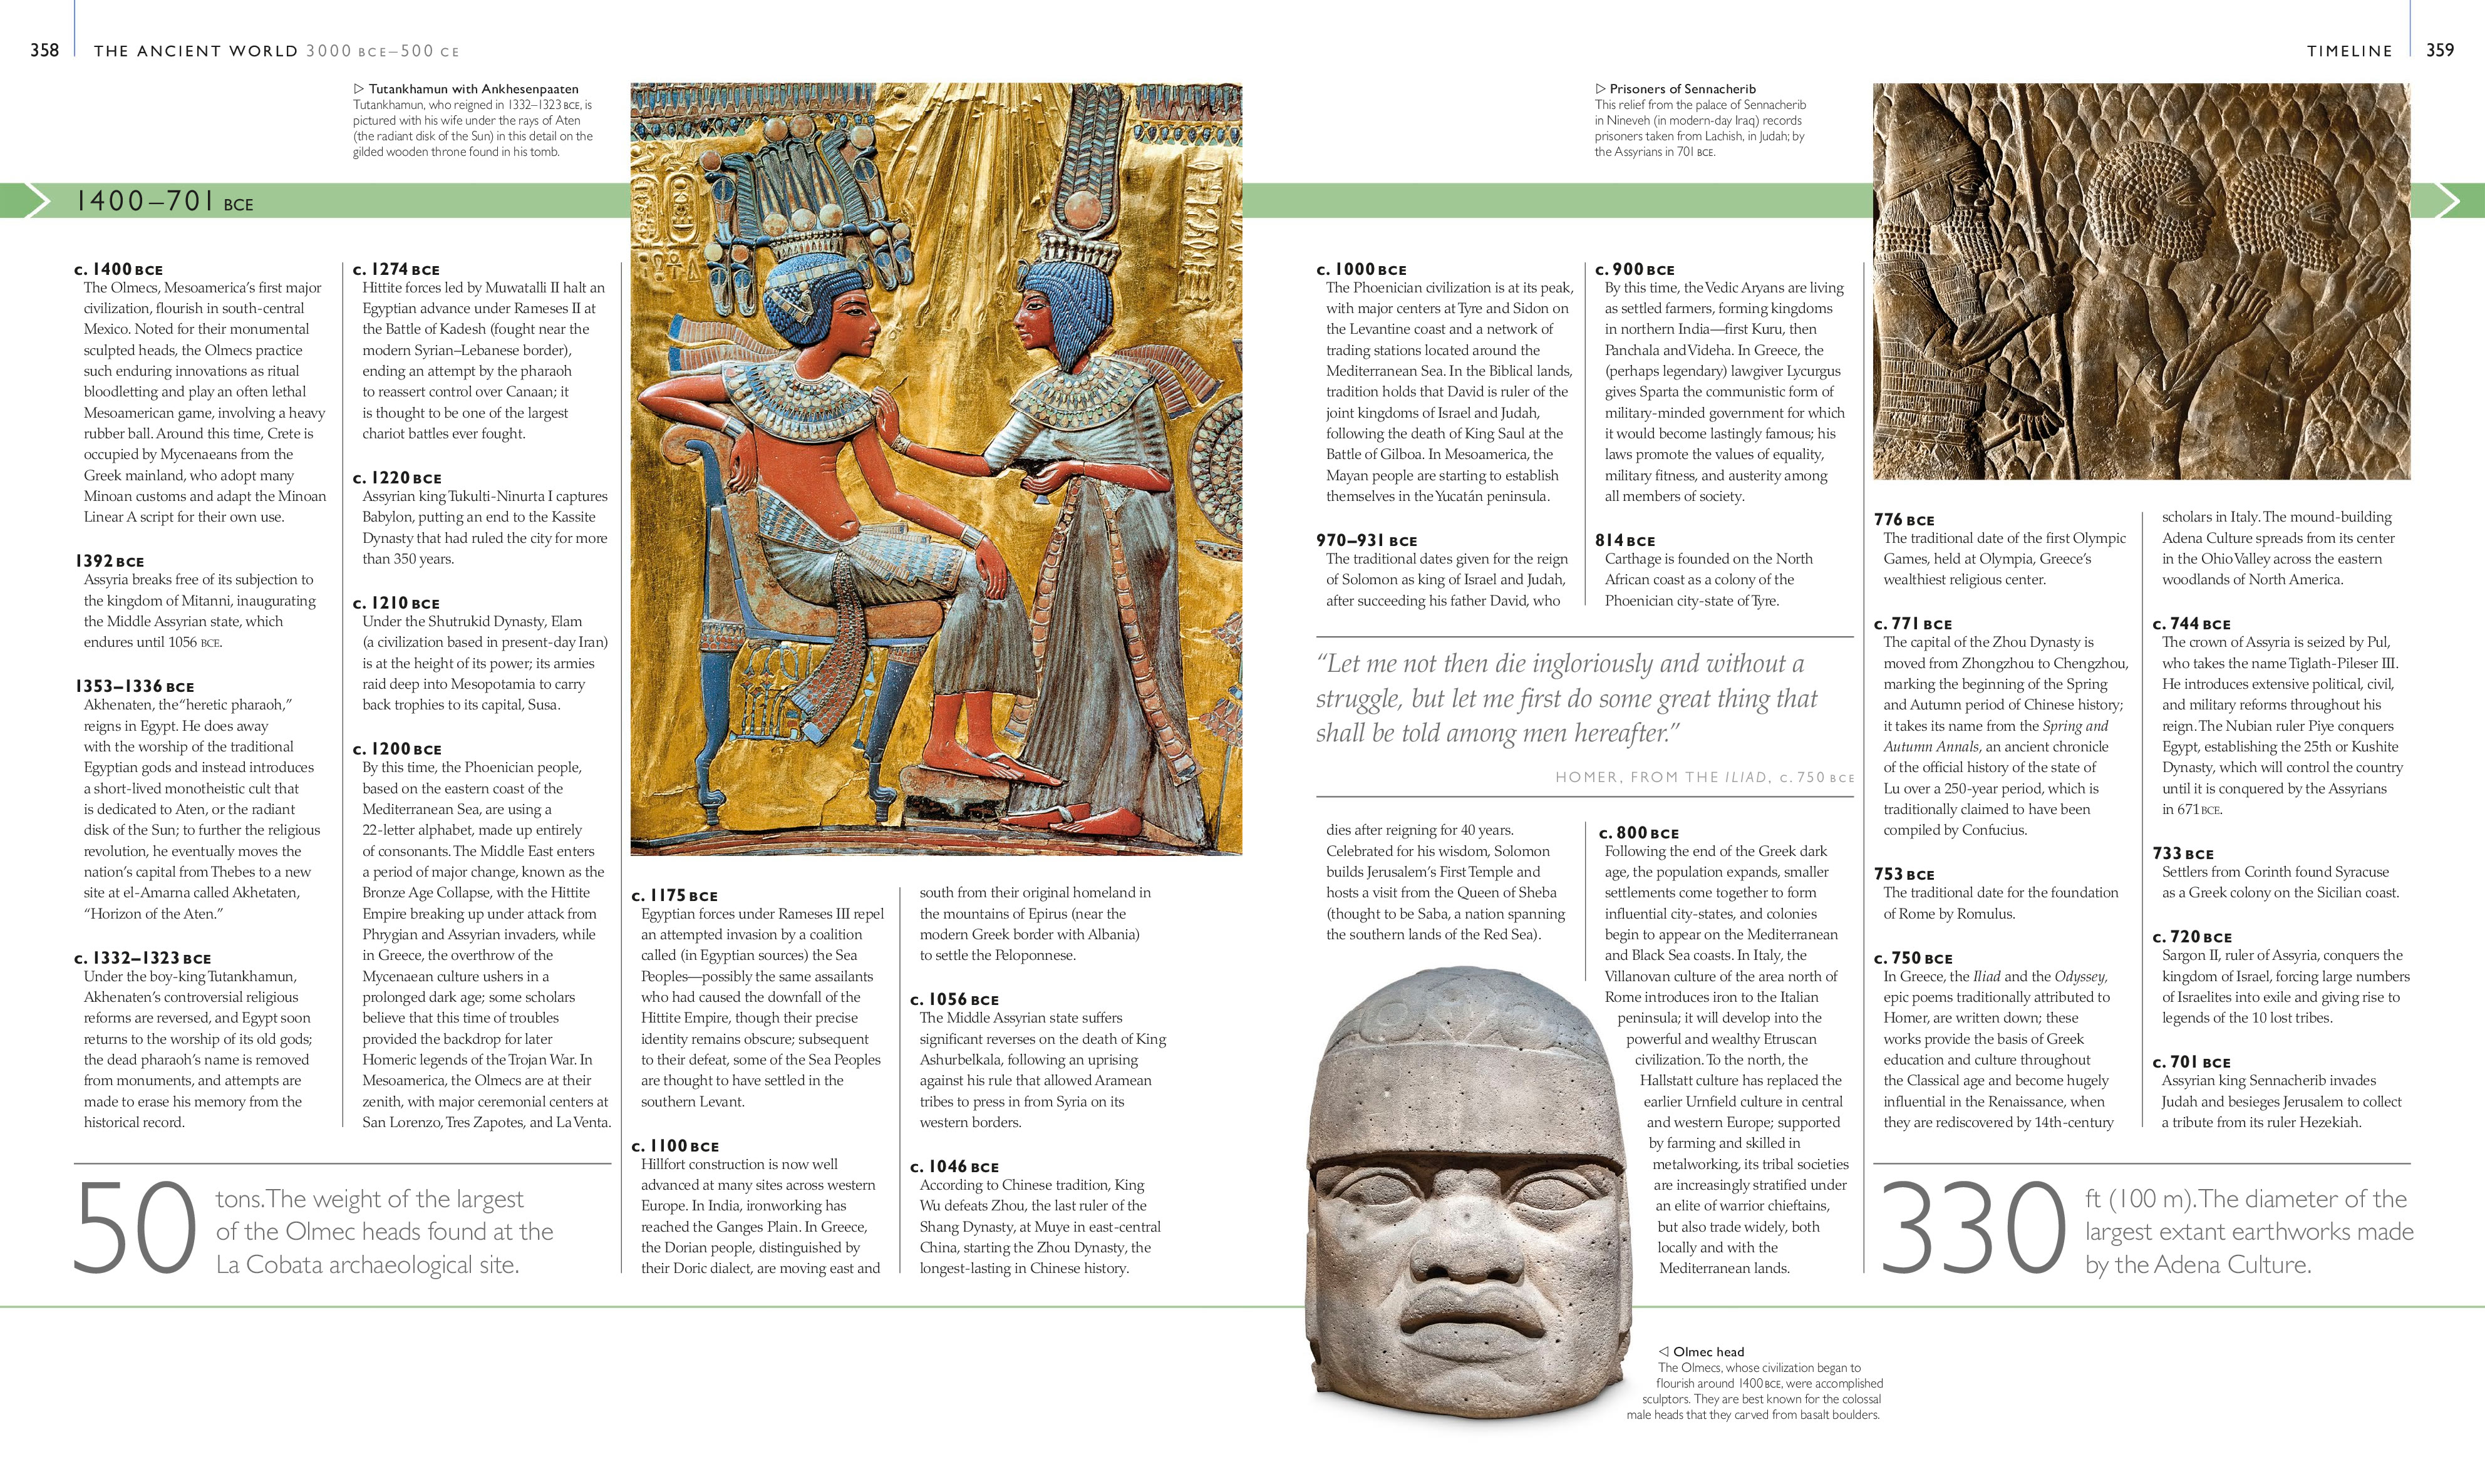 358
THE ANCIENT WORLD 3000 BCE–500 CE
▷ Tutankhamun with Ankhesenpaaten
Tutankhamun, who reigned in 1332–1323 BCE, is
pictured with his wife under the rays of Aten
(the radiant disk of the Sun) in this detail on the
gilded wooden throne found in his tomb.
1400–701 BCE
c. 1400 BCE
The Olmecs, Mesoamerica’s first major
civilization, flourish in south-central
Mexico. Noted for their monumental
sculpted heads, the Olmecs practice
such enduring innovations as ritual
bloodletting and play an often lethal
Mesoamerican game, involving a heavy
rubber ball. Around this time, Crete is
occupied by Mycenaeans from the
Greek mainland, who adopt many
Minoan customs and adapt the Minoan
Linear A script for their own use.
1392 BCE
Assyria breaks free of its subjection to
the kingdom of Mitanni, inaugurating
the Middle Assyrian state, which
endures until 1056 BCE.
1353–1336 BCE
Akhenaten, the “heretic pharaoh,”
reigns in Egypt. He does away
with the worship of the traditional
Egyptian gods and instead introduces
a short-lived monotheistic cult that
is dedicated to Aten, or the radiant
disk of the Sun; to further the religious
revolution, he eventually moves the
nation’s capital from Thebes to a new
site at el-Amarna called Akhetaten,
“Horizon of the Aten.”
c. 1332–1323 BCE
Under the boy-king Tutankhamun,
Akhenaten’s controversial religious
reforms are reversed, and Egypt soon
returns to the worship of its old gods;
the dead pharaoh’s name is removed
from monuments, and attempts are
made to erase his memory from the
historical record.
c. 1274 BCE
Hittite forces led by Muwatalli II halt an
Egyptian advance under Rameses II at
the Battle of Kadesh (fought near the
modern Syrian–Lebanese border),
ending an attempt by the pharaoh
to reassert control over Canaan; it
is thought to be one of the largest
chariot battles ever fought.
c. 1220 BCE
Assyrian king Tukulti-Ninurta I captures
Babylon, putting an end to the Kassite
Dynasty that had ruled the city for more
than 350 years.
c. 1210 BCE
Under the Shutrukid Dynasty, Elam
(a civilization based in present-day Iran)
is at the height of its power; its armies
raid deep into Mesopotamia to carry
back trophies to its capital, Susa.
c. 1200 BCE
By this time, the Phoenician people,
based on the eastern coast of the
Mediterranean Sea, are using a
22-letter alphabet, made up entirely
of consonants. The Middle East enters
a period of major change, known as the
Bronze Age Collapse, with the Hittite
Empire breaking up under attack from
Phrygian and Assyrian invaders, while
in Greece, the overthrow of the
Mycenaean culture ushers in a
prolonged dark age; some scholars
believe that this time of troubles
provided the backdrop for later
Homeric legends of the Trojan War. In
Mesoamerica, the Olmecs are at their
zenith, with major ceremonial centers at
San Lorenzo, Tres Zapotes, and La Venta.
50
tons. The weight of the largest
of the Olmec heads found at the
La Cobata archaeological site.
c. 1175 BCE
Egyptian forces under Rameses III repel
an attempted invasion by a coalition
called (in Egyptian sources) the Sea
Peoples—possibly the same assailants
who had caused the downfall of the
Hittite Empire, though their precise
identity remains obscure; subsequent
to their defeat, some of the Sea Peoples
are thought to have settled in the
southern Levant.
c. 1100 BCE
Hillfort construction is now well
advanced at many sites across western
Europe. In India, ironworking has
reached the Ganges Plain. In Greece,
the Dorian people, distinguished by
their Doric dialect, are moving east and
south from their original homeland in
the mountains of Epirus (near the
modern Greek border with Albania)
to settle the Peloponnese.
c. 1056 BCE
The Middle Assyrian state suffers
significant reverses on the death of King
Ashurbelkala, following an uprising
against his rule that allowed Aramean
tribes to press in from Syria on its
western borders.
c. 1046 BCE
According to Chinese tradition, King
Wu defeats Zhou, the last ruler of the
Shang Dynasty, at Muye in east-central
China, starting the Zhou Dynasty, the
longest-lasting in Chinese history.
TIMELINE
359
▷ Prisoners of Sennacherib
This relief from the palace of Sennacherib
in Nineveh (in modern-day Iraq) records
prisoners taken from Lachish, in Judah; by
the Assyrians in 701 BCE.
c. 1000 BCE
The Phoenician civilization is at its peak,
with major centers at Tyre and Sidon on
the Levantine coast and a network of
trading stations located around the
Mediterranean Sea. In the Biblical lands,
tradition holds that David is ruler of the
joint kingdoms of Israel and Judah,
following the death of King Saul at the
Battle of Gilboa. In Mesoamerica, the
Mayan people are starting to establish
themselves in the Yucatán peninsula.
970–931 BCE
The traditional dates given for the reign
of Solomon as king of Israel and Judah,
after succeeding his father David, who
dies after reigning for 40 years.
Celebrated for his wisdom, Solomon
builds Jerusalem’s First Temple and
hosts a visit from the Queen of Sheba
(thought to be Saba, a nation spanning
the southern lands of the Red Sea).
c. 900 BCE
By this time, the Vedic Aryans are living
as settled farmers, forming kingdoms
in northern India—first Kuru, then
Panchala and Videha. In Greece, the
(perhaps legendary) lawgiver Lycurgus
gives Sparta the communistic form of
military-minded government for which
it would become lastingly famous; his
laws promote the values of equality,
military fitness, and austerity among
all members of society.
814 BCE
Carthage is founded on the North
African coast as a colony of the
Phoenician city-state of Tyre.
“Let me not then die ingloriously and without a
struggle, but let me first do some great thing that
shall be told among men hereafter.”
HOMER, FROM THE ILIAD, C. 750 BCE
c. 800 BCE
Following the end of the Greek dark
age, the population expands, smaller
settlements come together to form
influential city-states, and colonies
begin to appear on the Mediterranean
and Black Sea coasts. In Italy, the
Villanovan culture of the area north of
Rome introduces iron to the Italian
peninsula; it will develop into the
powerful and wealthy Etruscan
civilization. To the north, the
Hallstatt culture has replaced the
earlier Urnfield culture in central
and western Europe; supported
by farming and skilled in
metalworking, its tribal societies
are increasingly stratified under
an elite of warrior chieftains,
but also trade widely, both
locally and with the
Mediterranean lands.
◁ Olmec head
The Olmecs, whose civilization began to
flourish around 1400 BCE, were accomplished
sculptors. They are best known for the colossal
male heads that they carved from basalt boulders.
776 BCE
The traditional date of the first Olympic
Games, held at Olympia, Greece’s
wealthiest religious center.
c. 771 BCE
The capital of the Zhou Dynasty is
moved from Zhongzhou to Chengzhou,
marking the beginning of the Spring
and Autumn period of Chinese history;
it takes its name from the Spring and
Autumn Annals, an ancient chronicle
of the official history of the state of
Lu over a 250-year period, which is
traditionally claimed to have been
compiled by Confucius.
753 BCE
The traditional date for the foundation
of Rome by Romulus.
c. 750 BCE
In Greece, the Iliad and the Odyssey,
epic poems traditionally attributed to
Homer, are written down; these
works provide the basis of Greek
education and culture throughout
the Classical age and become hugely
influential in the Renaissance, when
they are rediscovered by 14th-century
scholars in Italy. The mound-building
Adena Culture spreads from its center
in the Ohio Valley across the eastern
woodlands of North America.
c. 744 BCE
The crown of Assyria is seized by Pul,
who takes the name Tiglath-Pileser III.
He introduces extensive political, civil,
and military reforms throughout his
reign. The Nubian ruler Piye conquers
Egypt, establishing the 25th or Kushite
Dynasty, which will control the country
until it is conquered by the Assyrians
in 671 BCE.
733 BCE
Settlers from Corinth found Syracuse
as a Greek colony on the Sicilian coast.
c. 720 BCE
Sargon II, ruler of Assyria, conquers the
kingdom of Israel, forcing large numbers
of Israelites into exile and giving rise to
legends of the 10 lost tribes.
c. 701 BCE
Assyrian king Sennacherib invades
Judah and besieges Jerusalem to collect
a tribute from its ruler Hezekiah.
330
ft (100 m). The diameter of the
largest extant earthworks made
by the Adena Culture.